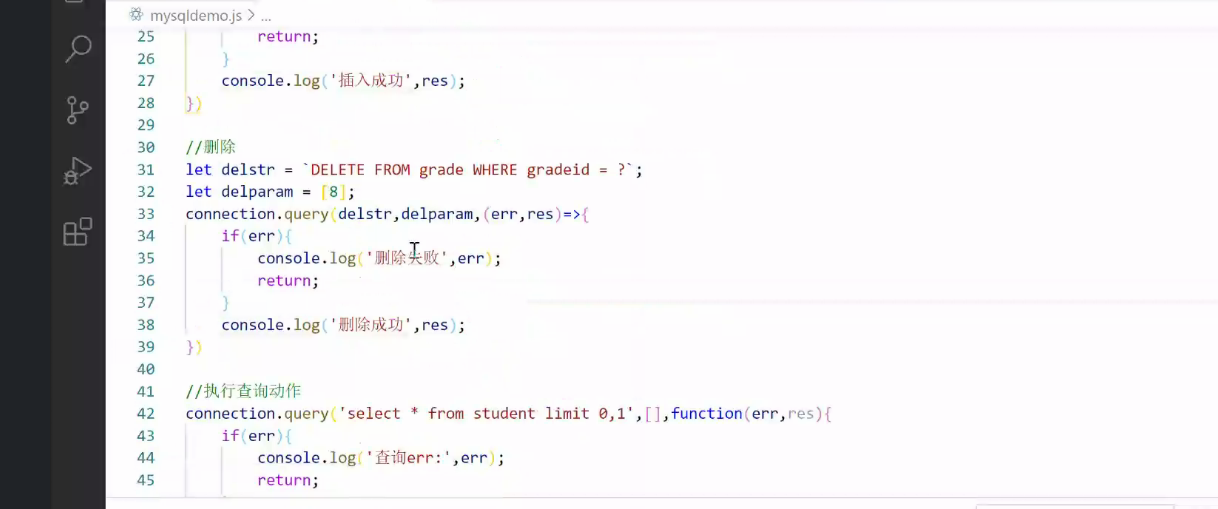 mysqldemo.js > ...
25 return;
26 }
27 console.log('插入成功',res);
28 })
29
30 //删除
31 let delstr = `DELETE FROM grade WHERE gradeid = ?`;
32 let delparam = [8];
33 connection.query(delstr,delparam,(err,res)=>{
34 if(err){
35 console.log('删除失败',err);
36 return;
37 }
38 console.log('删除成功',res);
39 })
40
41 //执行查询动作
42 connection.query('select * from student limit 0,1',[],function(err,res){
43 if(err){
44 console.log('查询err:',err);
45 return;